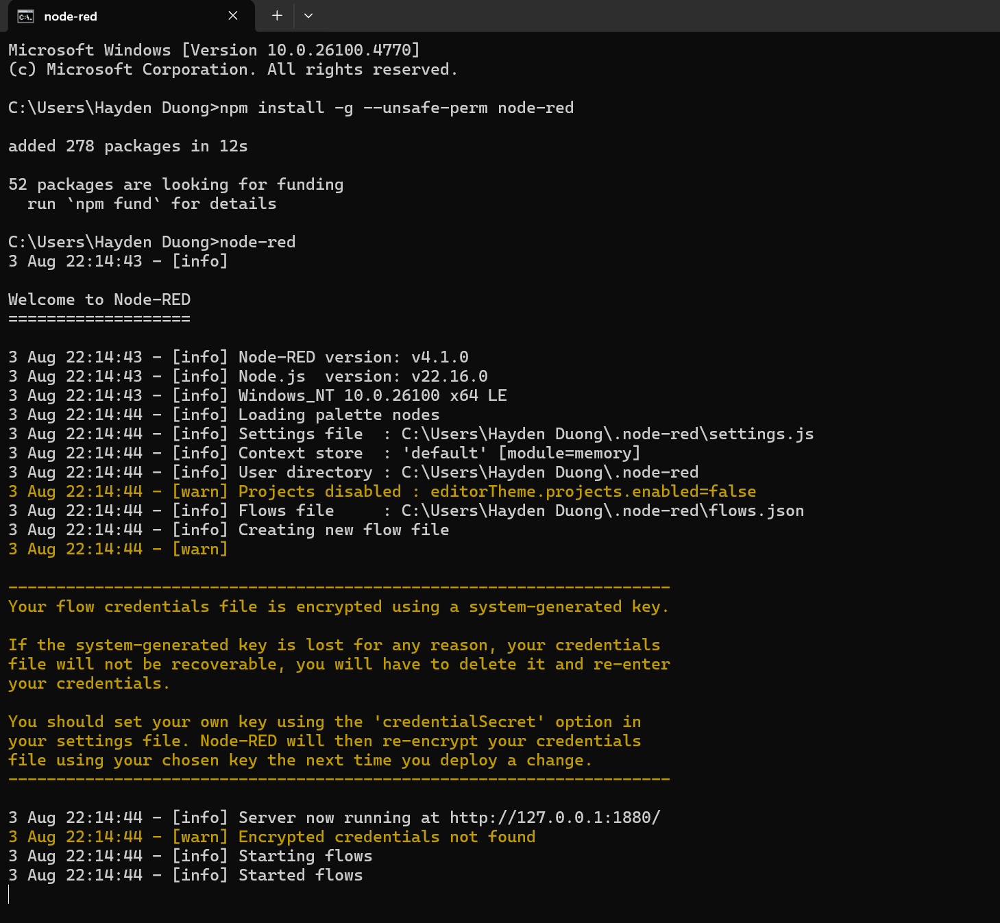 node-red
Microsoft Windows [Version 10.0.26100.4770]
(c) Microsoft Corporation. All rights reserved.
C:\Users\Hayden Duong>npm install -g --unsafe-perm node-red
added 278 packages in 12s
52 packages are looking for funding
  run `npm fund` for details
C:\Users\Hayden Duong>node-red
3 Aug 22:14:43 - [info]
Welcome to Node-RED
===================
3 Aug 22:14:43 - [info] Node-RED version: v4.1.0
3 Aug 22:14:43 - [info] Node.js  version: v22.16.0
3 Aug 22:14:43 - [info] Windows_NT 10.0.26100 x64 LE
3 Aug 22:14:44 - [info] Loading palette nodes
3 Aug 22:14:44 - [info] Settings file  : C:\Users\Hayden Duong\.node-red\settings.js
3 Aug 22:14:44 - [info] Context store  : 'default' [module=memory]
3 Aug 22:14:44 - [info] User directory : C:\Users\Hayden Duong\.node-red
3 Aug 22:14:44 - [warn] Projects disabled : editorTheme.projects.enabled=false
3 Aug 22:14:44 - [info] Flows file     : C:\Users\Hayden Duong\.node-red\flows.json
3 Aug 22:14:44 - [info] Creating new flow file
3 Aug 22:14:44 - [warn]
---------------------------------------------------------------------
Your flow credentials file is encrypted using a system-generated key.
If the system-generated key is lost for any reason, your credentials
file will not be recoverable, you will have to delete it and re-enter
your credentials.
You should set your own key using the 'credentialSecret' option in
your settings file. Node-RED will then re-encrypt your credentials
file using your chosen key the next time you deploy a change.
---------------------------------------------------------------------
3 Aug 22:14:44 - [info] Server now running at http://127.0.0.1:1880/
3 Aug 22:14:44 - [warn] Encrypted credentials not found
3 Aug 22:14:44 - [info] Starting flows
3 Aug 22:14:44 - [info] Started flows